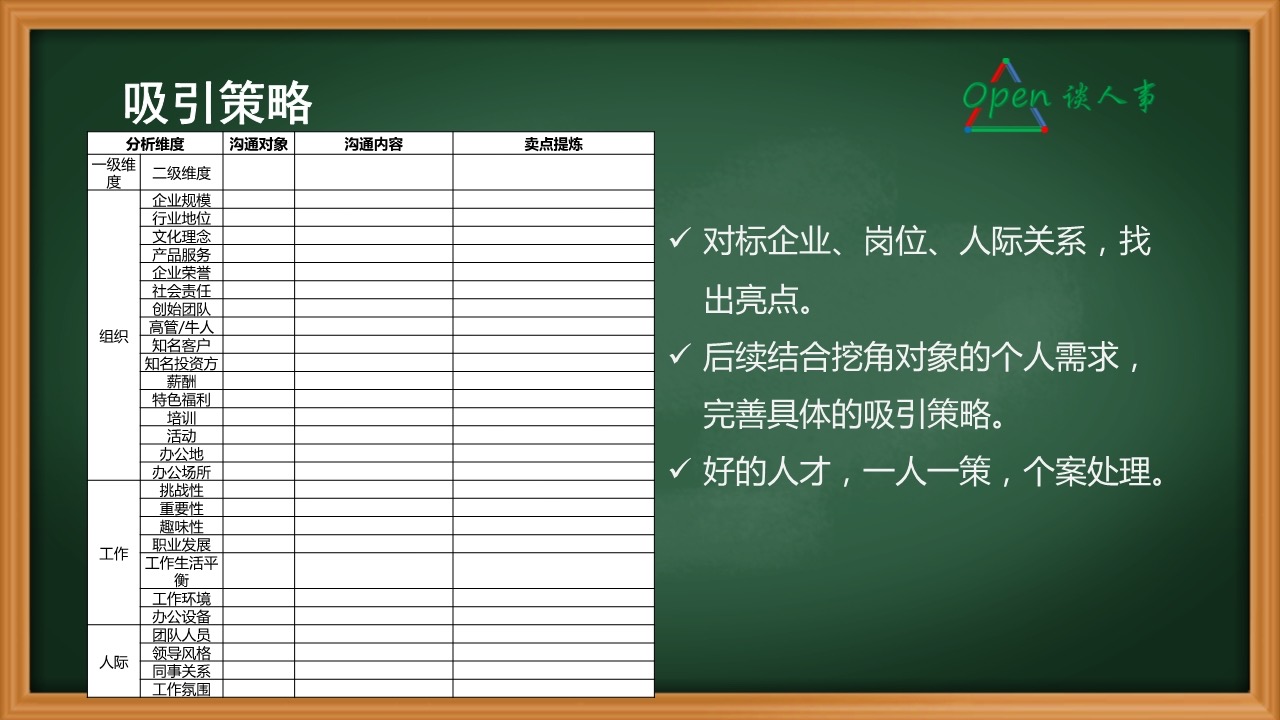 吸引策略
Open 谈人事
分析维度 沟通对象 沟通内容 卖点提炼
一级维度 二级维度
组织
企业规模
行业地位
文化理念
产品服务
企业荣誉
社会责任
创始团队
高管/牛人
知名客户
知名投资方
薪酬
特色福利
培训
活动
办公地
办公场所
工作
挑战性
重要性
趣味性
职业发展
工作生活平
衡
工作环境
办公设备
人际
团队人员
领导风格
同事关系
工作氛围
✓ 对标企业、岗位、人际关系，找
出亮点。
✓ 后续结合挖角对象的个人需求，
完善具体的吸引策略。
✓ 好的人才，一人一策，个案处理。